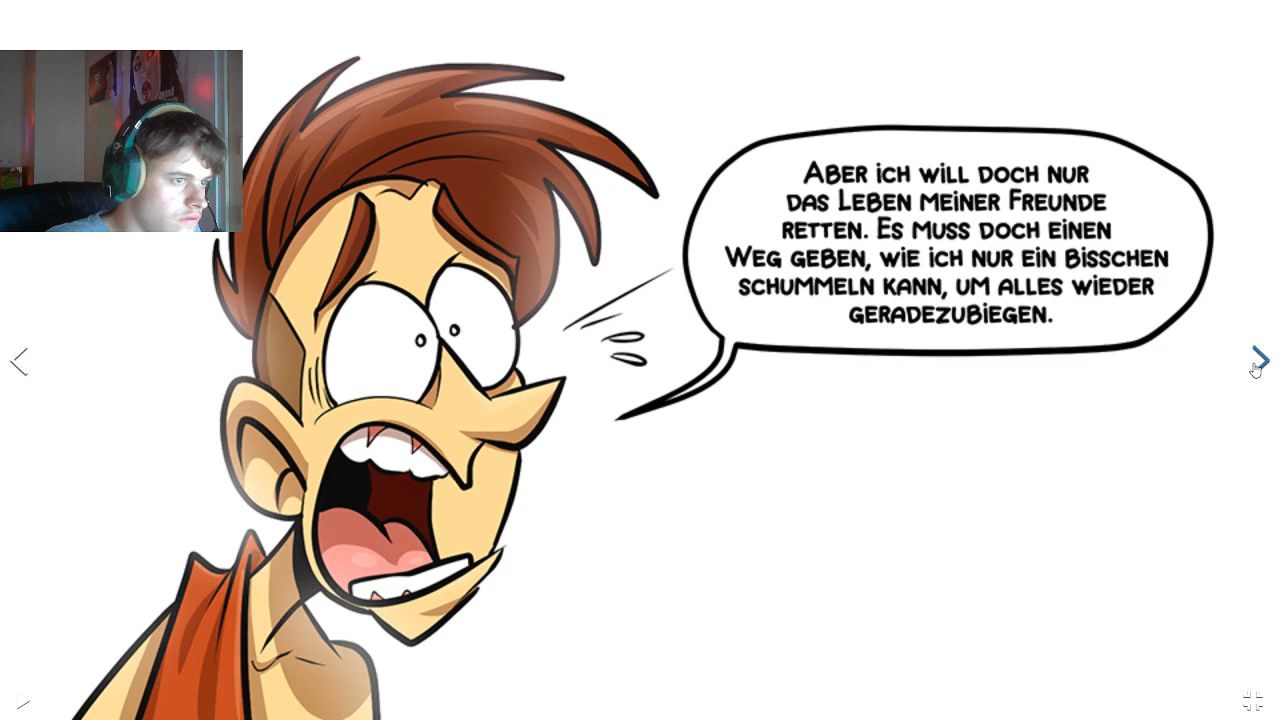 Aber ich will doch nur
das Leben meiner Freunde
retten. Es muss doch einen
Weg geben, wie ich nur ein bisschen
schummeln kann, um alles wieder
geradezubiegen.